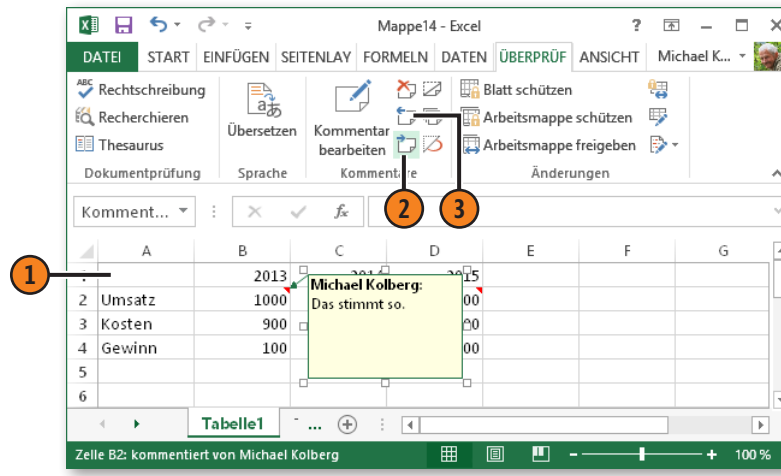 Mappe14 - Excel
?
DATEI START EINFÜGEN SEITENLAY FORMELN DATEN ÜBERPRÜF ANSICHT Michael K...
ABC Rechtschreibung
Recherchieren
Thesaurus
Dokumentprüfung
Übersetzen
Sprache
Kommentar
bearbeiten
Kommentare
Blatt schützen
Arbeitsmappe schützen
Arbeitsmappe freigeben
Änderungen
2 3
Komment... fx
A B C D E F G
1
2013
2 Umsatz 1000
3 Kosten 900
4 Gewinn 100 00
5
6
Michael Kolberg:
Das stimmt so.
Tabelle1 ...
Zelle B2: kommentiert von Michael Kolberg 100 %